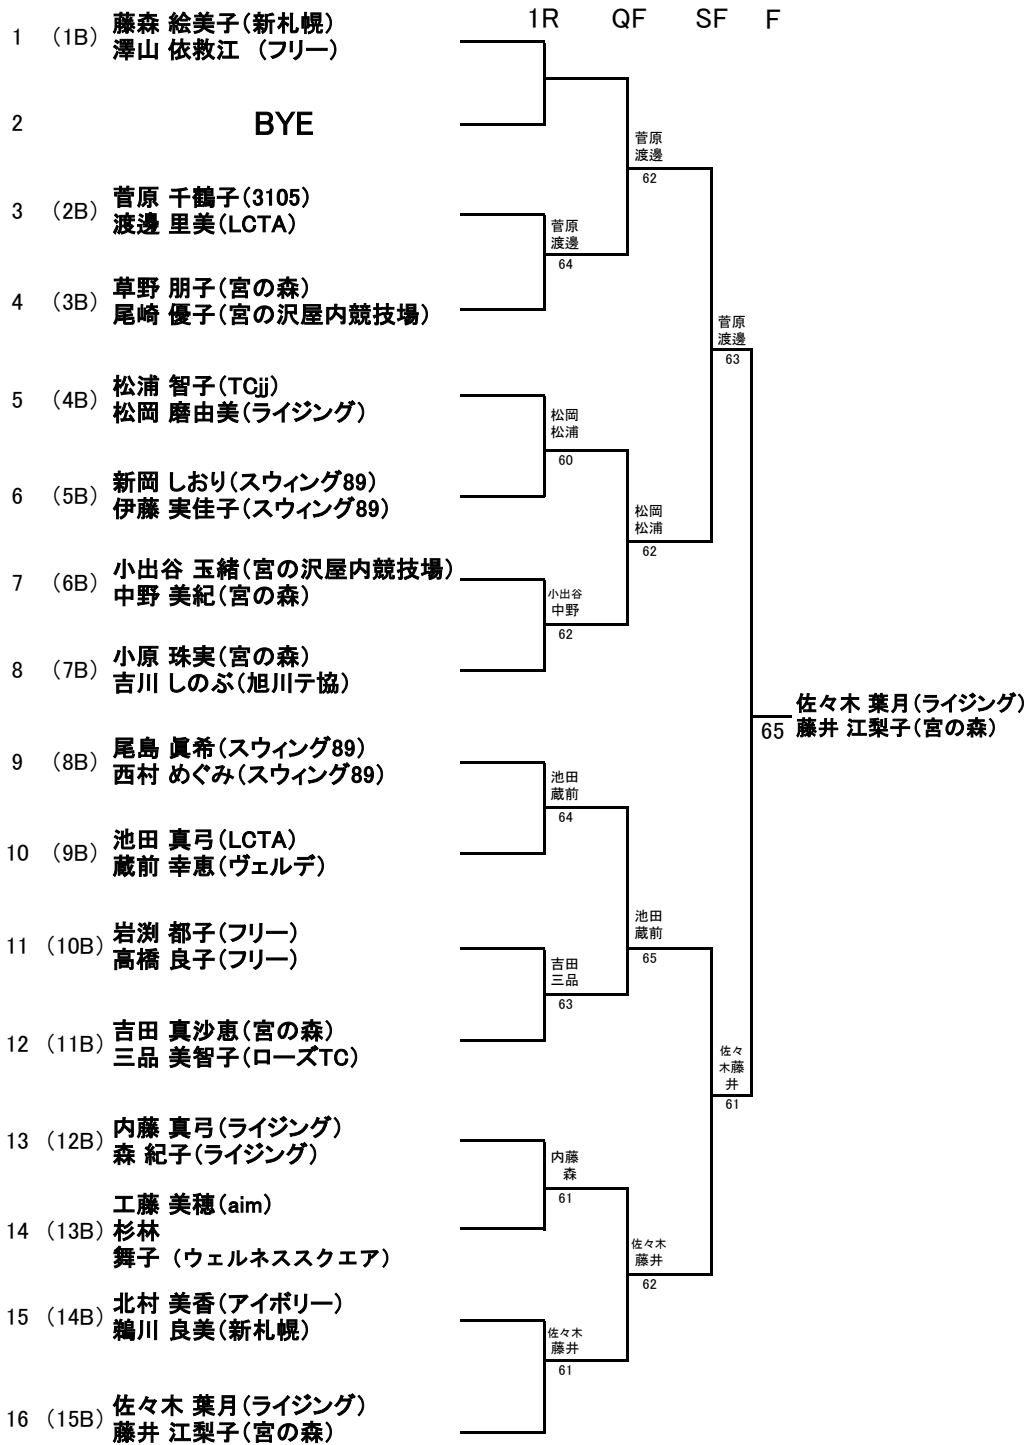 1R QF SF F
1 （1B） 藤森 絵美子（新札幌）
澤山 依救江 （フリー）
2 BYE
3 （2B） 菅原 千鶴子（3105）
渡邊 里美（LCTA）
4 （3B） 草野 朋子（宮の森）
尾崎 優子（宮の沢屋内競技場）
5 （4B） 松浦 智子（TCjj）
松岡 磨由美（ライジング）
6 （5B） 新岡 しおり（スウィング89）
伊藤 実佳子（スウィング89）
7 （6B） 小出谷 玉緒（宮の沢屋内競技場）
中野 美紀（宮の森）
8 （7B） 小原 珠実（宮の森）
吉川 しのぶ（旭川テ協）
9 （8B） 尾島 眞希（スウィング89）
西村 めぐみ（スウィング89）
10 （9B） 池田 真弓（LCTA）
蔵前 幸恵（ヴェルデ）
11 （10B） 岩渕 都子（フリー）
高橋 良子（フリー）
12 （11B） 吉田 真沙恵（宮の森）
三品 美智子（ローズTC）
13 （12B） 内藤 真弓（ライジング）
森 紀子（ライジング）
14 （13B） 工藤 美穂（aim）
杉林
舞子 （ウェルネススクエア）
15 （14B） 北村 美香（アイボリー）
鵜川 良美（新札幌）
16 （15B） 佐々木 葉月（ライジング）
藤井 江梨子（宮の森）
菅原
渡邊
64
松岡
松浦
60
小出谷
中野
62
池田
蔵前
64
吉田
三品
63
内藤
森
61
佐々木
藤井
61
菅原
渡邊
62
松岡
松浦
62
池田
蔵前
65
佐々木
藤井
62
菅原
渡邊
63
佐々
木藤
井
61
佐々木 葉月（ライジング）
藤井 江梨子（宮の森）
65